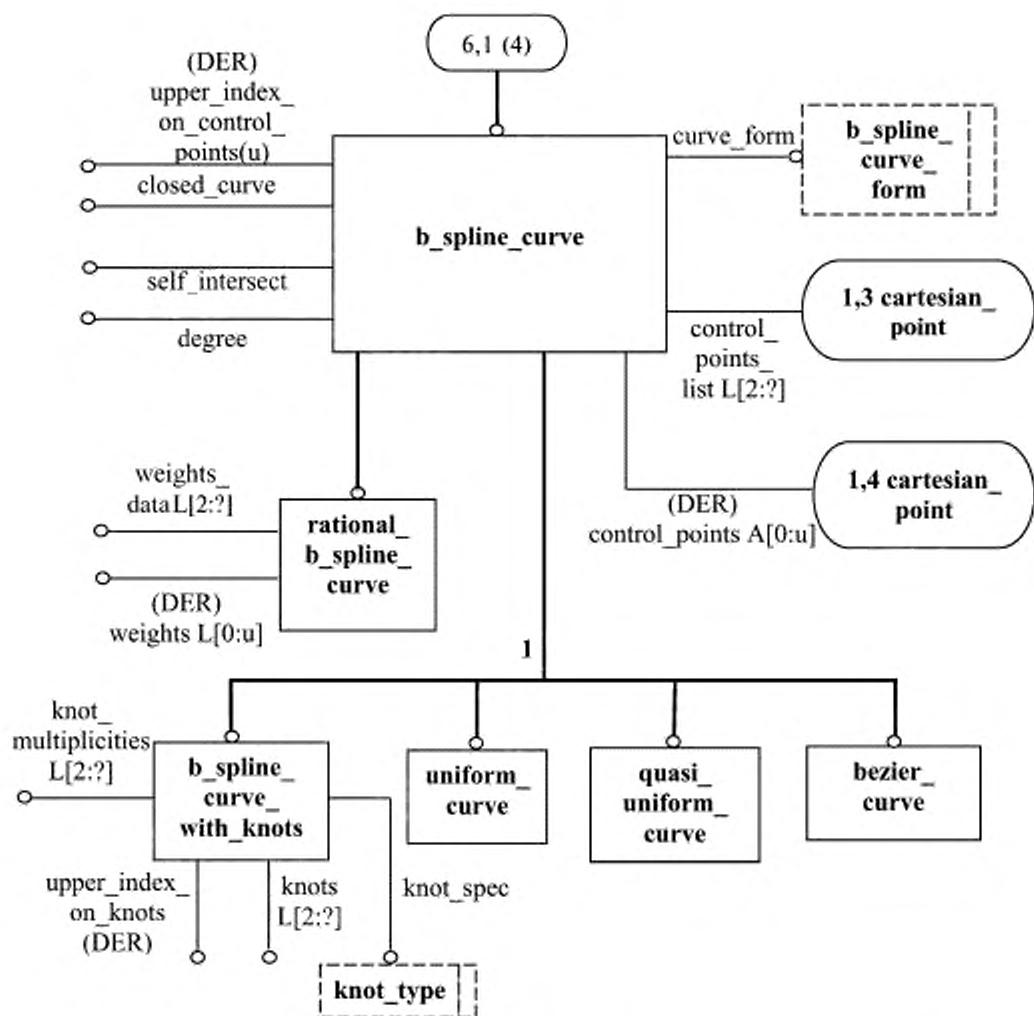 6,1 (4)
(DER)
upper_index_
on_control_
points(u)
closed_curve
self_intersect
degree
b_spline_curve
curve_form
b_spline_
curve_
form
1,3 cartesian_
point
control_
points_
list L[2:?]
1,4 cartesian_
point
(DER)
control_points A[0:u]
weights_
data L[2:?]
(DER)
weights L[0:u]
rational_
b_spline_
curve
1
knot_
multiplicities
L[2:?]
b_spline_
curve_
with_knots
uniform_
curve
quasi_
uniform_
curve
bezier_
curve
upper_index_
on_knots
(DER)
knots
L[2:?]
knot_spec
knot_type